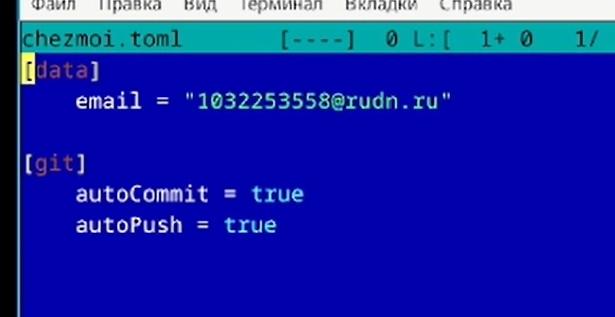 Файл Правка Вид Терминал Вкладки Справка
chezmoi.toml [----] 0 L:[ 1+ 0 1/
[data]
email = "1032253558@rudn.ru"
[git]
autoCommit = true
autoPush = true